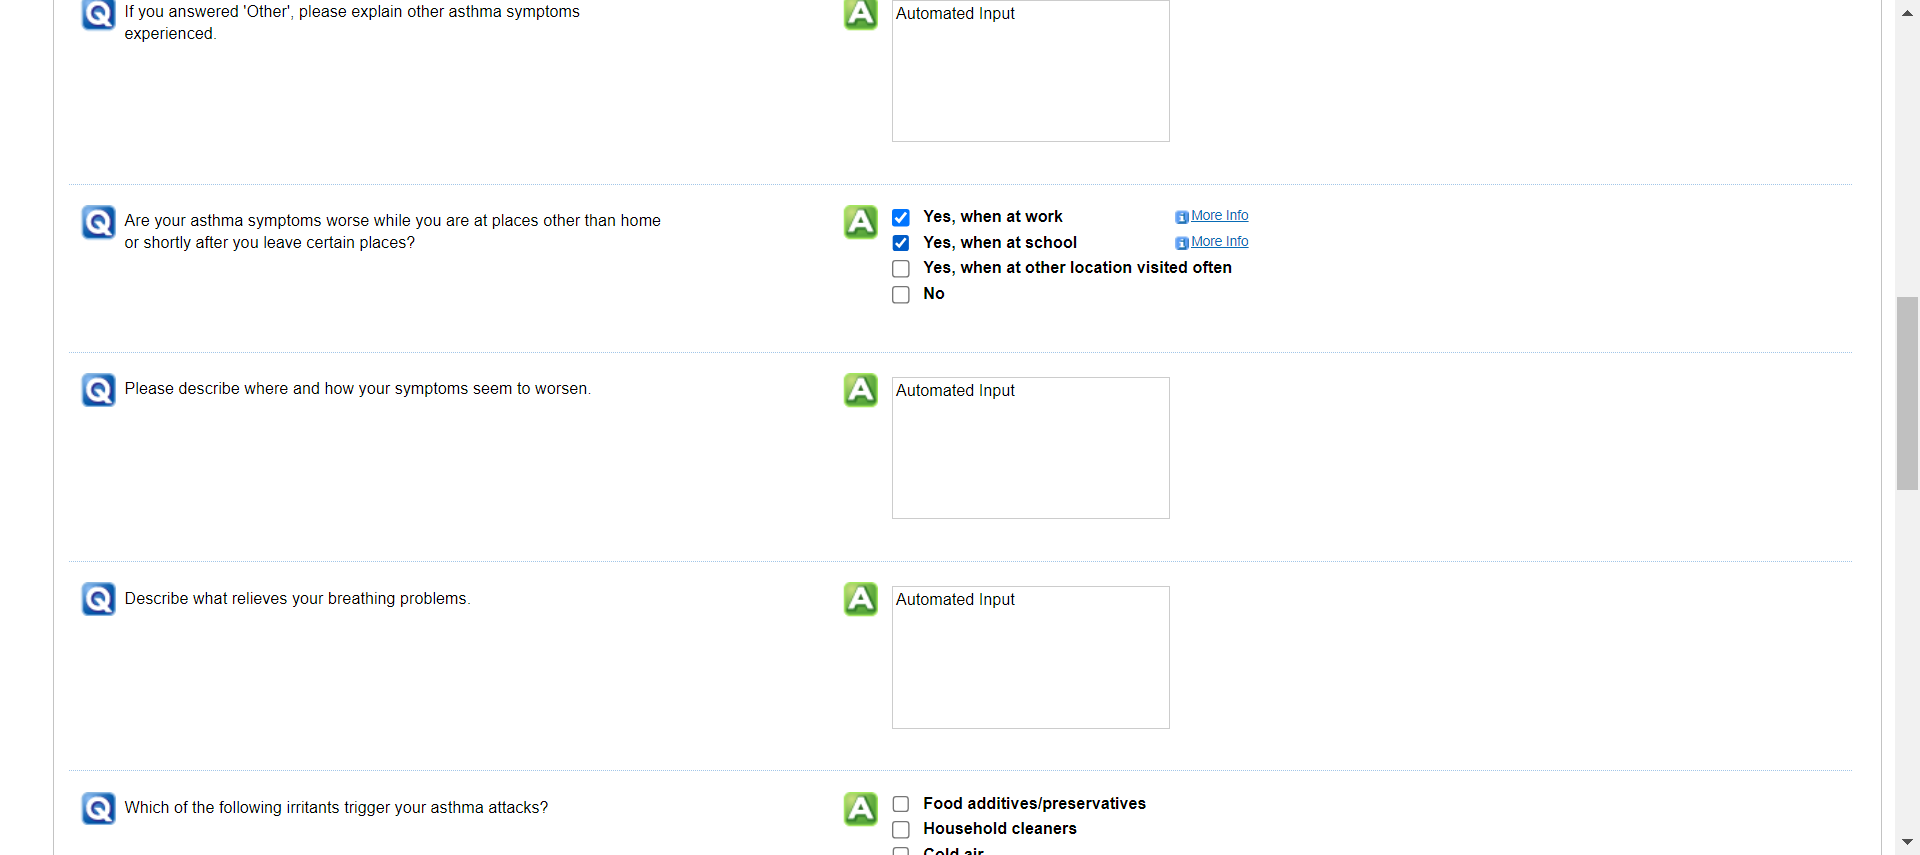 If you answered 'Other', please explain other asthma symptoms
experienced.
Automated Input
Are your asthma symptoms worse while you are at places other than home
or shortly after you leave certain places?
Yes, when at work More Info
Yes, when at school More Info
Yes, when at other location visited often
No
Please describe where and how your symptoms seem to worsen.
Automated Input
Describe what relieves your breathing problems.
Automated Input
Which of the following irritants trigger your asthma attacks?
Food additives/preservatives
Household cleaners
Cold air